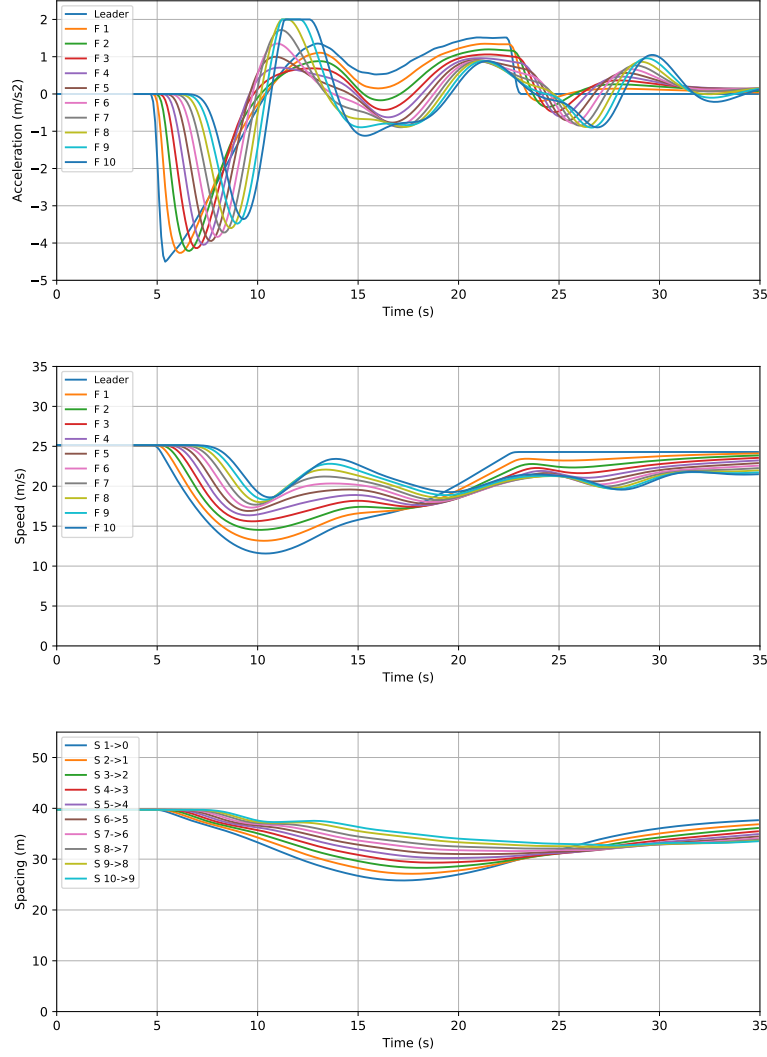 Acceleration (m/s2)
2
1
0
−1
−2
−3
−4
−5
Leader
F 1
F 2
F 3
F 4
F 5
F 6
F 7
F 8
F 9
F 10
0 5 10 15 20 25 30 35
Time (s)
Speed (m/s)
35
30
25
20
15
10
5
0
Leader
F 1
F 2
F 3
F 4
F 5
F 6
F 7
F 8
F 9
F 10
0 5 10 15 20 25 30 35
Time (s)
Spacing (m)
50
40
30
20
10
0
S 1->0
S 2->1
S 3->2
S 4->3
S 5->4
S 6->5
S 7->6
S 8->7
S 9->8
S 10->9
0 5 10 15 20 25 30 35
Time (s)